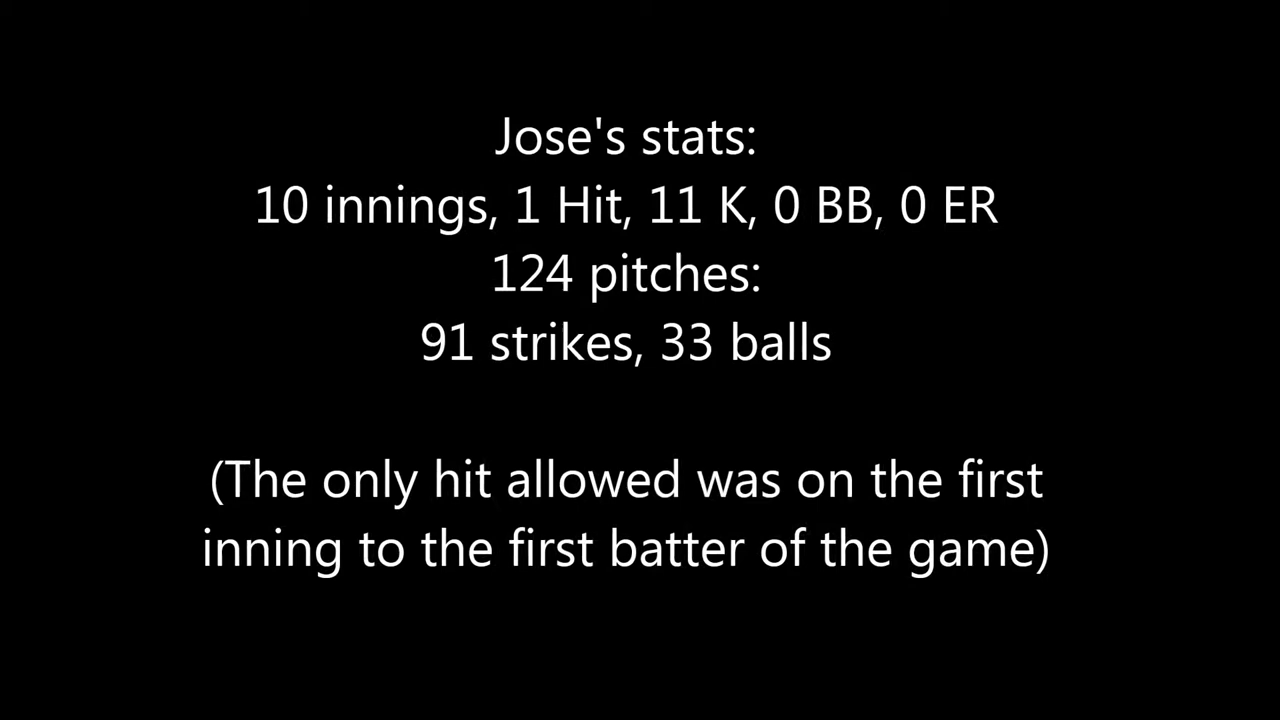 Jose's stats:
10 innings, 1 Hit, 11 K, 0 BB, 0 ER
124 pitches:
91 strikes, 33 balls
(The only hit allowed was on the first
inning to the first batter of the game)